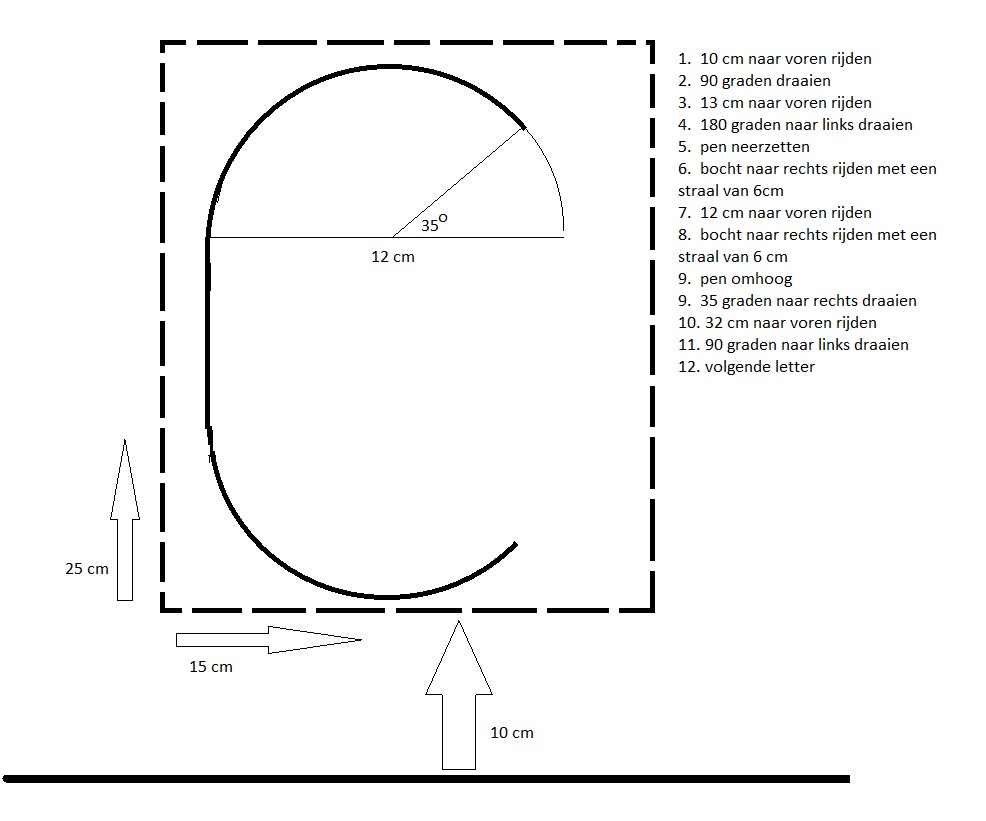 1. 10 cm naar voren rijden
2. 90 graden draaien
3. 13 cm naar voren rijden
4. 180 graden naar links draaien
5. pen neerzetten
6. bocht naar rechts rijden met een
straal van 6cm
7. 12 cm naar voren rijden
8. bocht naar rechts rijden met een
straal van 6 cm
9. pen omhoog
9. 35 graden naar rechts draaien
10. 32 cm naar voren rijden
11. 90 graden naar links draaien
12. volgende letter
35°
12 cm
25 cm
15 cm
10 cm